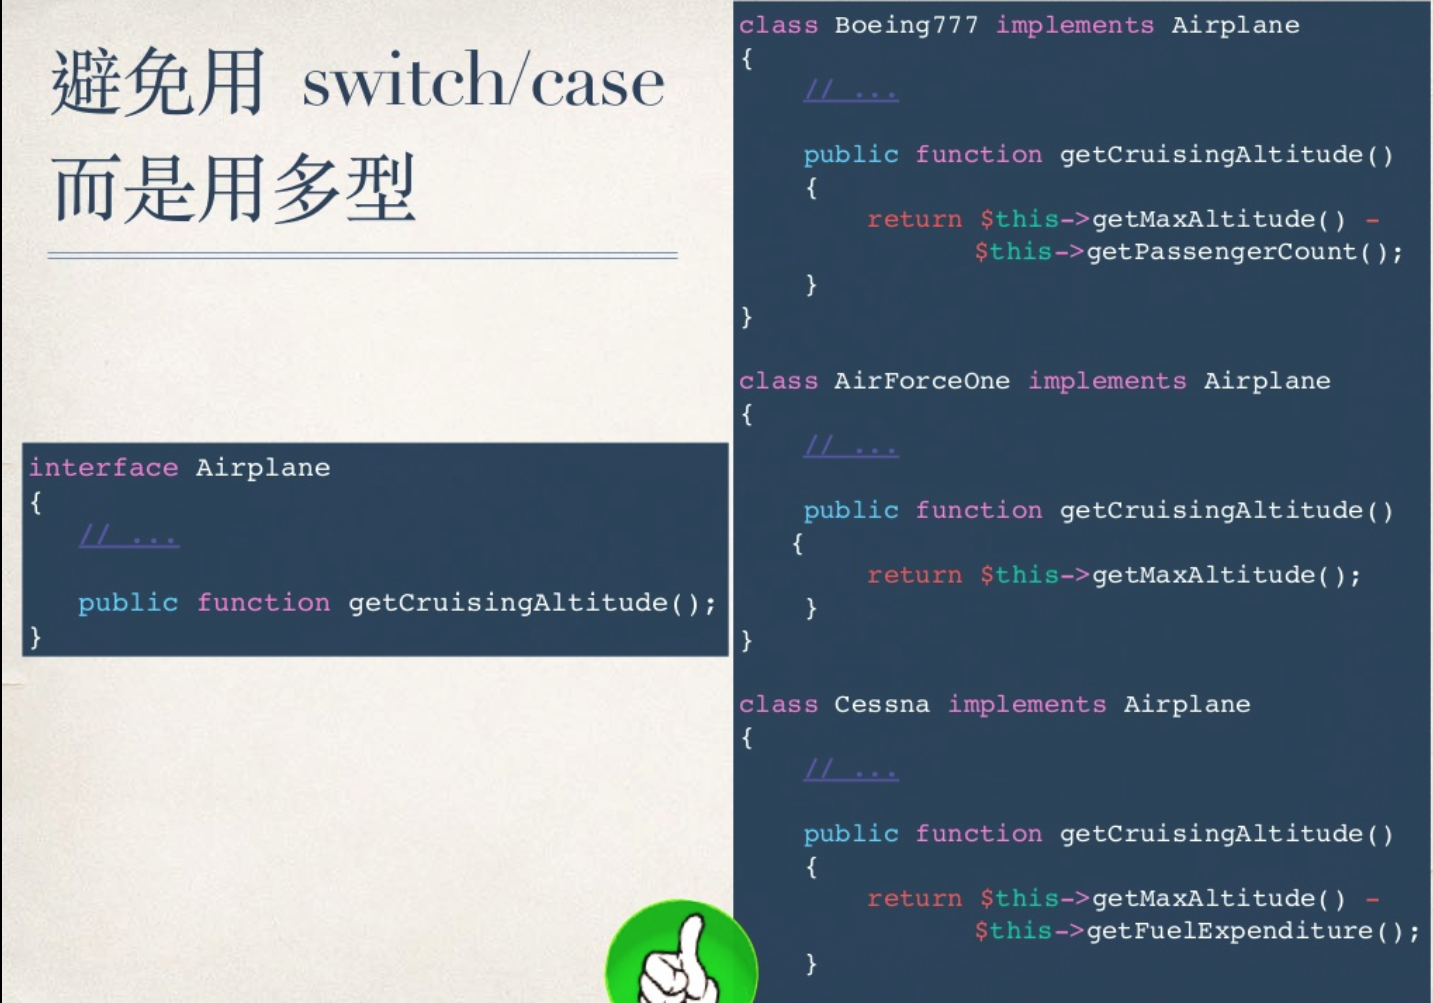 避免用 switch/case
而是用多型
interface Airplane
{
// ...
public function getCruisingAltitude();
}
class Boeing777 implements Airplane
{
// ...
public function getCruisingAltitude()
{
return $this->getMaxAltitude() -
$this->getPassengerCount();
}
}
class AirForceOne implements Airplane
{
// ...
public function getCruisingAltitude()
{
return $this->getMaxAltitude();
}
}
class Cessna implements Airplane
{
// ...
public function getCruisingAltitude()
{
return $this->getMaxAltitude() -
$this->getFuelExpenditure();
}